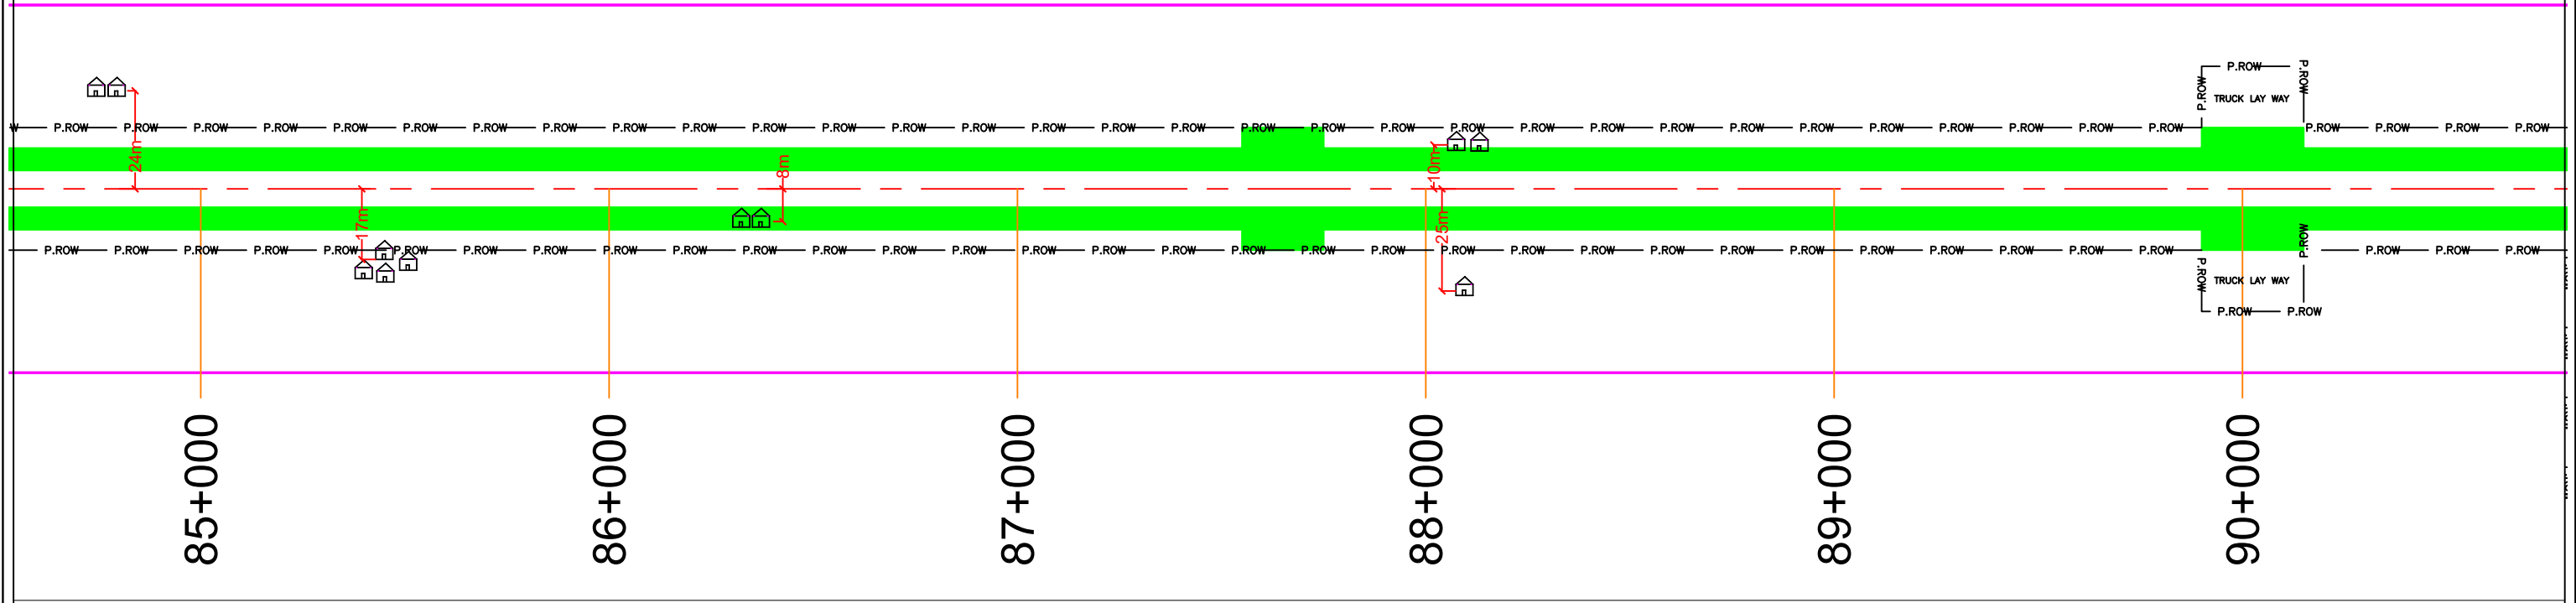 P.ROW
P.ROW
P.ROW
TRUCK LAY WAY
W P.ROW P.ROW P.ROW P.ROW P.ROW P.ROW P.ROW P.ROW P.ROW P.ROW P.ROW P.ROW P.ROW P.ROW P.ROW P.ROW P.ROW P.ROW P.ROW P.ROW P.ROW P.ROW P.ROW P.ROW P.ROW P.ROW P.ROW P.ROW P.ROW P.ROW P.ROW P.ROW P.ROW P.ROW P.ROW
24m
8m
10m
17m
25m
P.ROW
P.ROW P.ROW P.ROW P.ROW P.ROW P.ROW P.ROW P.ROW P.ROW P.ROW P.ROW P.ROW P.ROW P.ROW P.ROW P.ROW P.ROW P.ROW P.ROW P.ROW P.ROW P.ROW P.ROW P.ROW P.ROW P.ROW P.ROW P.ROW P.ROW P.ROW P.ROW P.ROW P.ROW P.ROW
P.ROW
TRUCK LAY WAY
P.ROW P.ROW
85+000
86+000
87+000
88+000
89+000
90+000